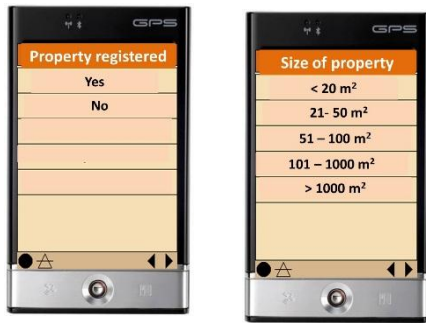 GPS
Property registered
Yes
No
GPS
Size of property
< 20 m²
21- 50 m²
51 – 100 m²
101 – 1000 m²
> 1000 m²